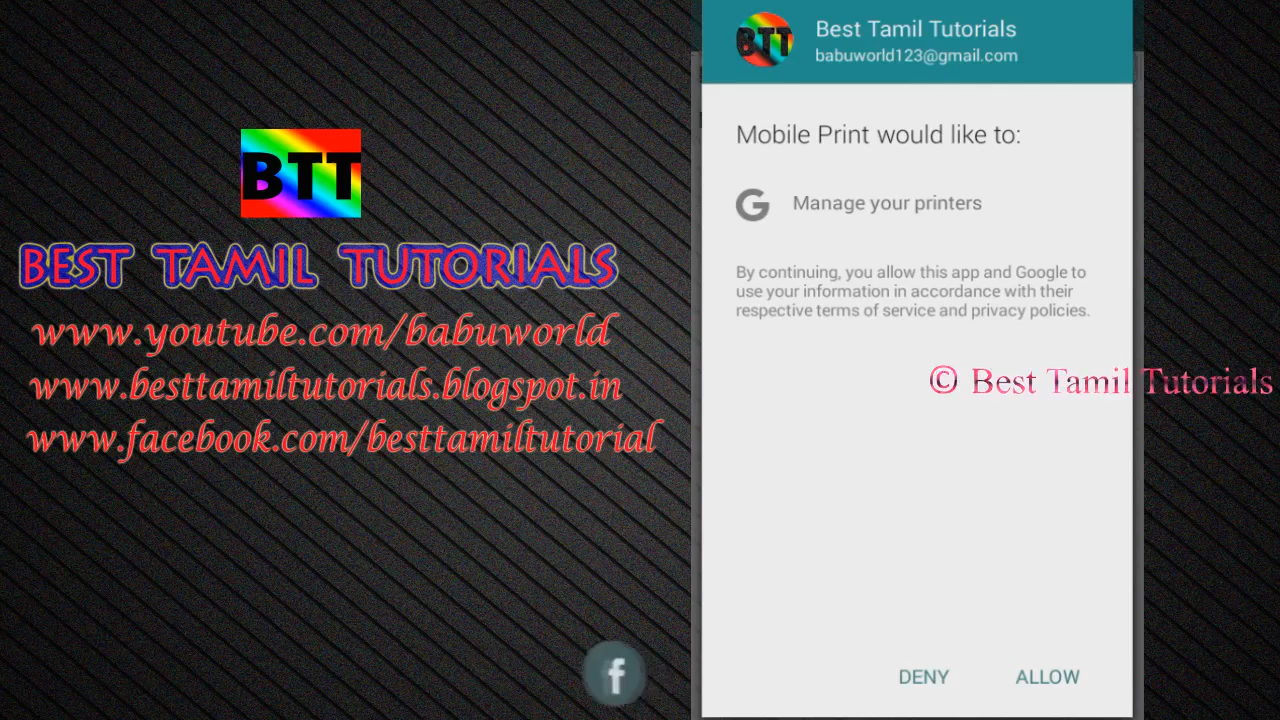 BTT
BEST TAMIL TUTORIALS
www.youtube.com/babuworld
www.besttamiltutorials.blogspot.in
www.facebook.com/besttamiltutorial
f
BTT
Best Tamil Tutorials
babuworld123@gmail.com
Mobile Print would like to:
G
Manage your printers
By continuing, you allow this app and Google to
use your information in accordance with their
respective terms of service and privacy policies.
© Best Tamil Tutorials
DENY ALLOW